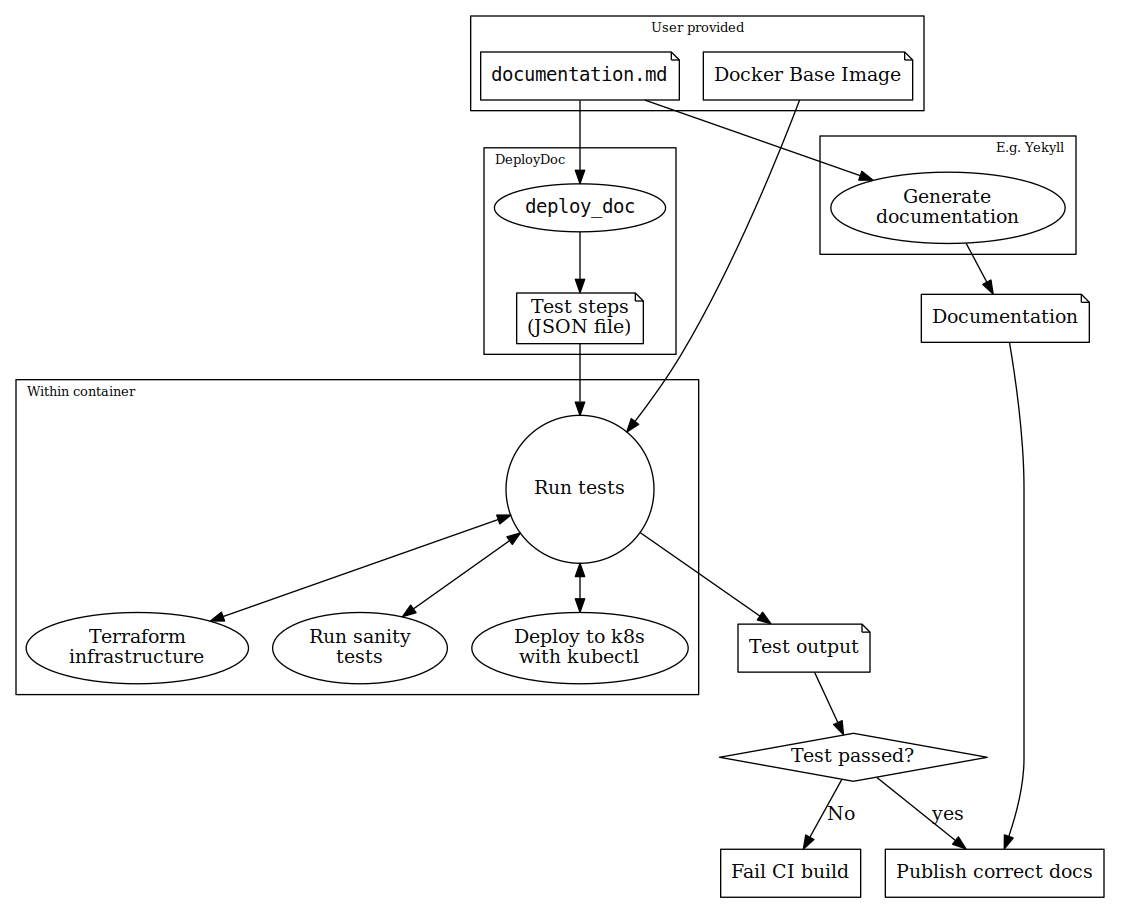 User provided
documentation.md
Docker Base Image
DeployDoc
E.g. Yekyll
deploy_doc
Generate
documentation
Test steps
(JSON file)
Documentation
Within container
Run tests
Terraform
infrastructure
Run sanity
tests
Deploy to k8s
with kubectl
Test output
Test passed?
No
yes
Fail CI build
Publish correct docs